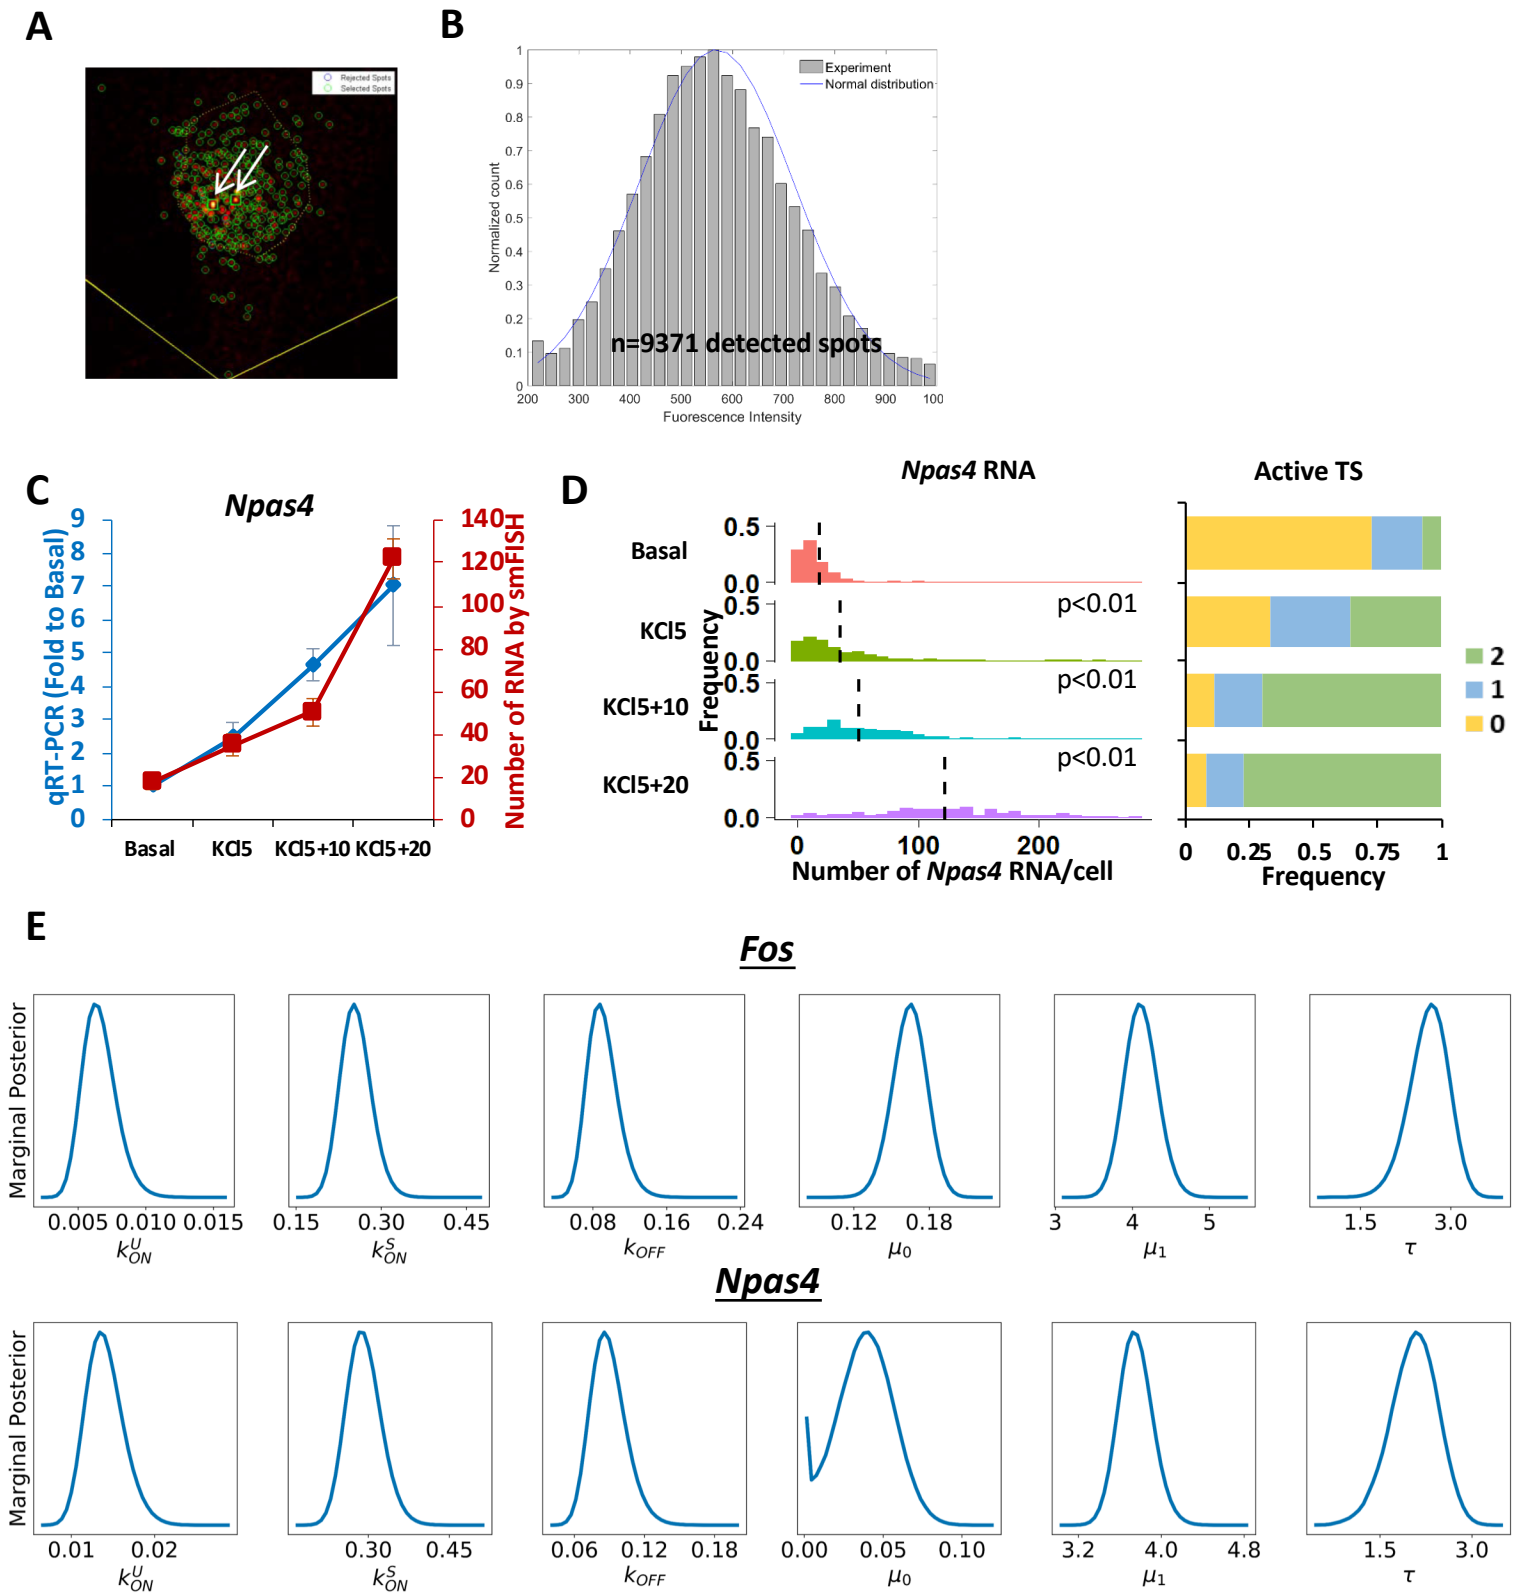 A
Rejected Spots
Selected Spots
B
1
0.9
0.8
0.7
0.6
0.5
0.4
0.3
0.2
0.1
0
Normalized count
Experiment
Normal distribution
n=9371 detected spots
200 300 400 500 600 700 800 900 100
Fuorescence Intensity
C
Npas4
9
8
7
6
5
4
3
2
1
0
qRT-PCR (Fold to Basal)
140
120
100
80
60
40
20
0
Number of RNA by smFISH
Basal KCl5 KCl5+10 KCl5+20
D
Npas4 RNA
Basal
0.5
0.0
KCl5
0.5
0.0
p<0.01
KCl5+10
0.5
0.0
p<0.01
KCl5+20
0.5
0.0
p<0.01
Frequency
0 100 200
Number of Npas4 RNA/cell
Active TS
2
1
0
0 0.25 0.5 0.75 1
Frequency
E
Fos
Marginal Posterior
0.005 0.010 0.015
k_ON^U
0.15 0.30 0.45
k_ON^S
0.08 0.16 0.24
k_OFF
0.12 0.18
μ₀
3 4 5
μ₁
1.5 3.0
τ
Npas4
Marginal Posterior
0.01 0.02
k_ON^U
0.30 0.45
k_ON^S
0.06 0.12 0.18
k_OFF
0.00 0.05 0.10
μ₀
3.2 4.0 4.8
μ₁
1.5 3.0
τ